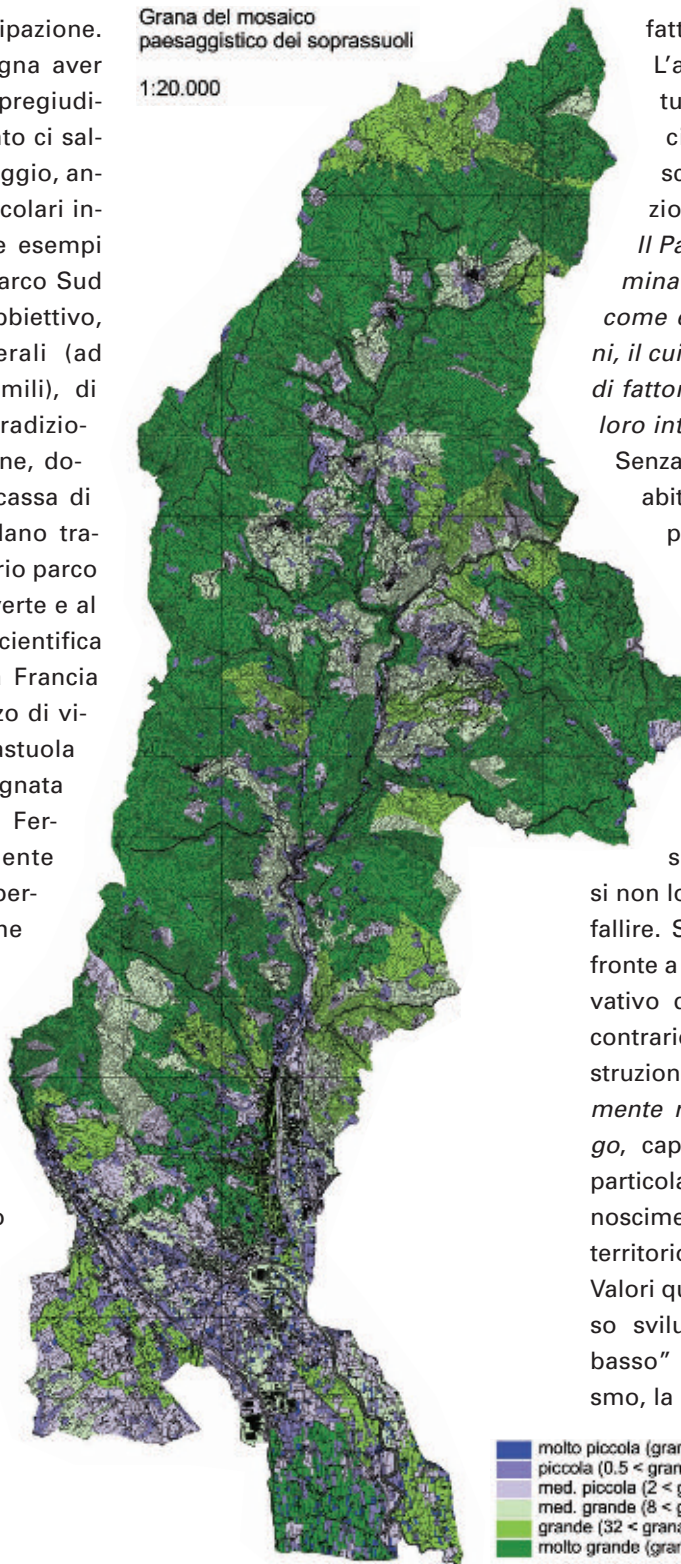 Grana del mosaico
paesaggistico dei soprassuoli
1:20.000
ipazione.
gna aver
pregiudi-
to ci sal-
ggio, an-
colari in-
e esempi
arco Sud
obbiettivo,
erali (ad
mili), di
radizio-
ne, do-
cassa di
lano tra-
rio parco
verte e al
cientifica
Francia
zo di vi-
astuola
gnata
Fer-
ente
per-
ne
fatt
L'a
tu
ci
sc
zio
Il Pa
mina
come
ni, il cui
di fattor
loro int
Senza
abit
p
s
si non lo
fallire. S
fronte a
vativo
contrari
struzion
mente
go, cap
particola
noscime
territori
Valori qu
so svilu
basso"
smo, la
molto piccola (gran
piccola (0.5 < gran
med. piccola (2 < g
med. grande (8 < g
grande (32 < grana
molto grande (gran